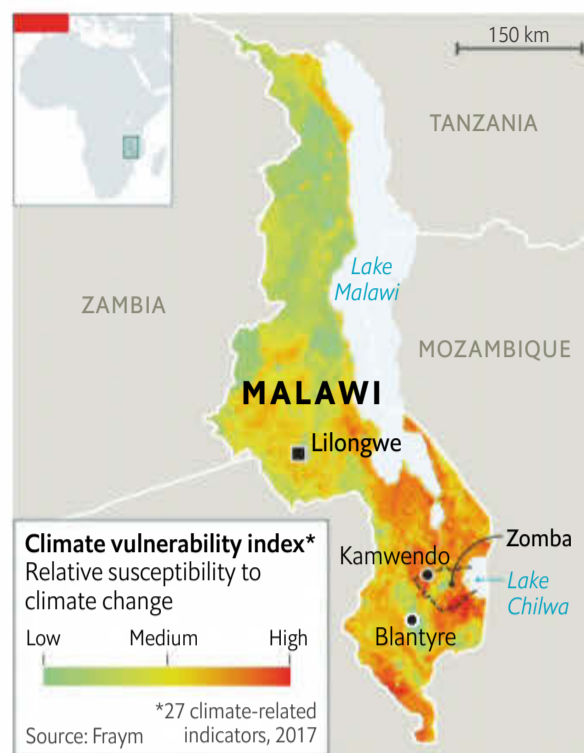 150 km
TANZANIA
Lake
Malawi
ZAMBIA
MOZAMBIQUE
MALAWI
Lilongwe
Zomba
Kamwendo
Lake
Chilwa
Blantyre
Climate vulnerability index*
Relative susceptibility to
climate change
Low Medium High
*27 climate-related
Source: Fraym indicators, 2017